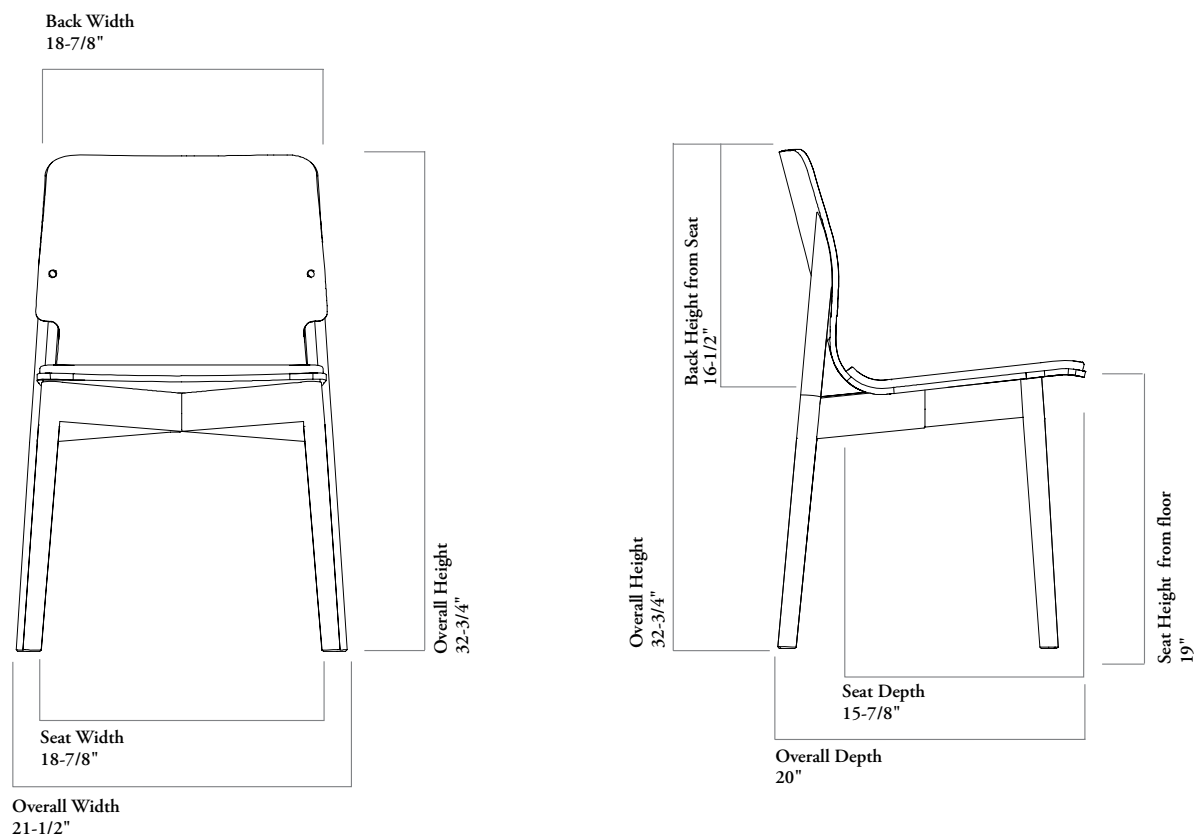 Back Width
18-7/8"
Overall Height
32-3/4"
Seat Width
18-7/8"
Overall Width
21-1/2"
Back Height from Seat
16-1/2"
Overall Height
32-3/4"
Seat Height from floor
19"
Seat Depth
15-7/8"
Overall Depth
20"